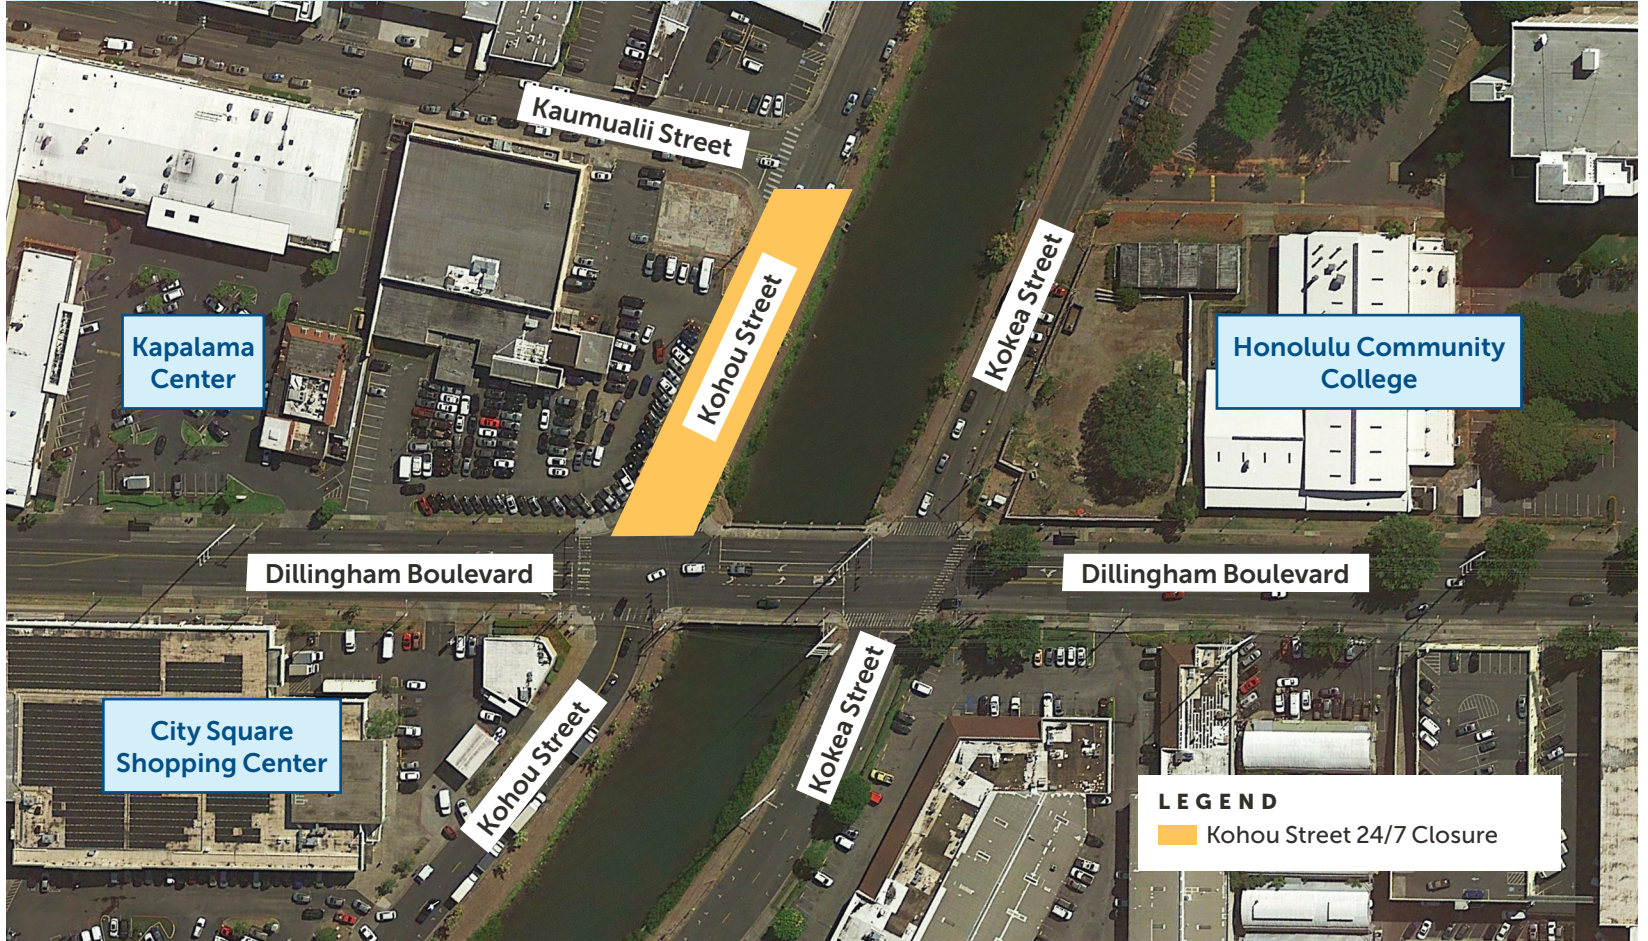 Kaumualii Street
Kohou Street
Kokea Street
Kapalama
Center
Honolulu Community
College
Dillingham Boulevard
Dillingham Boulevard
City Square
Shopping Center
Kohou Street
Kokea Street
LEGEND
Kohou Street 24/7 Closure